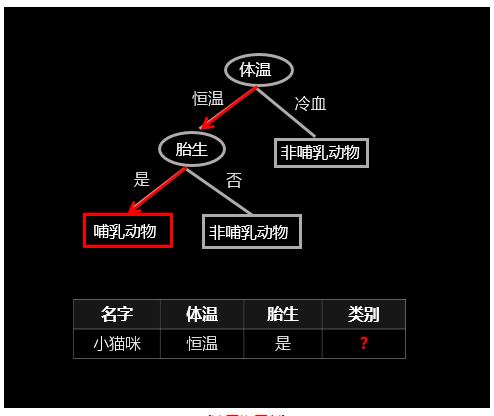 体温
恒温
冷血
胎生
非哺乳动物
是
否
哺乳动物
非哺乳动物
名字 体温 胎生 类别
小猫咪 恒温 是 ?